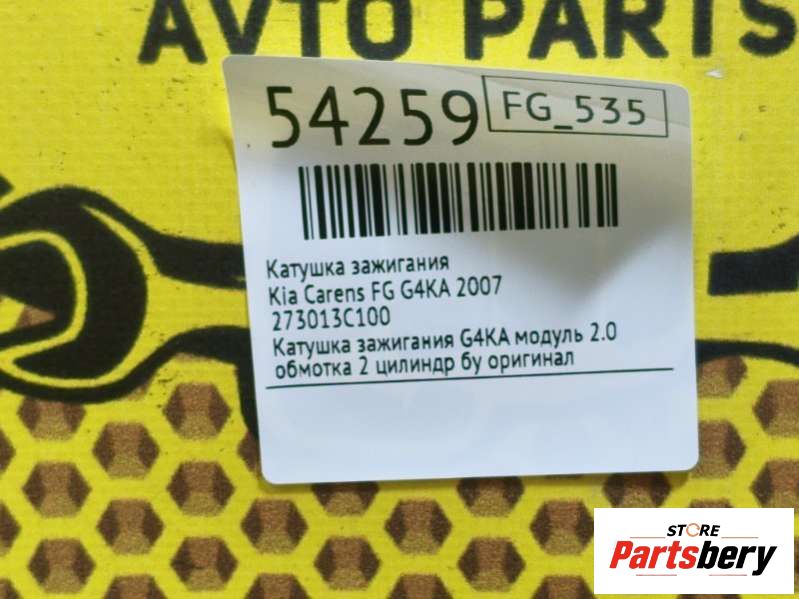 AVTO PARTS
54259
FG_535
Катушка зажигания
Kia Carens FG G4KA 2007
273013C100
Катушка зажигания G4KA модуль 2.0
обмотка 2 цилиндр бу оригинал
STORE
Partsbery